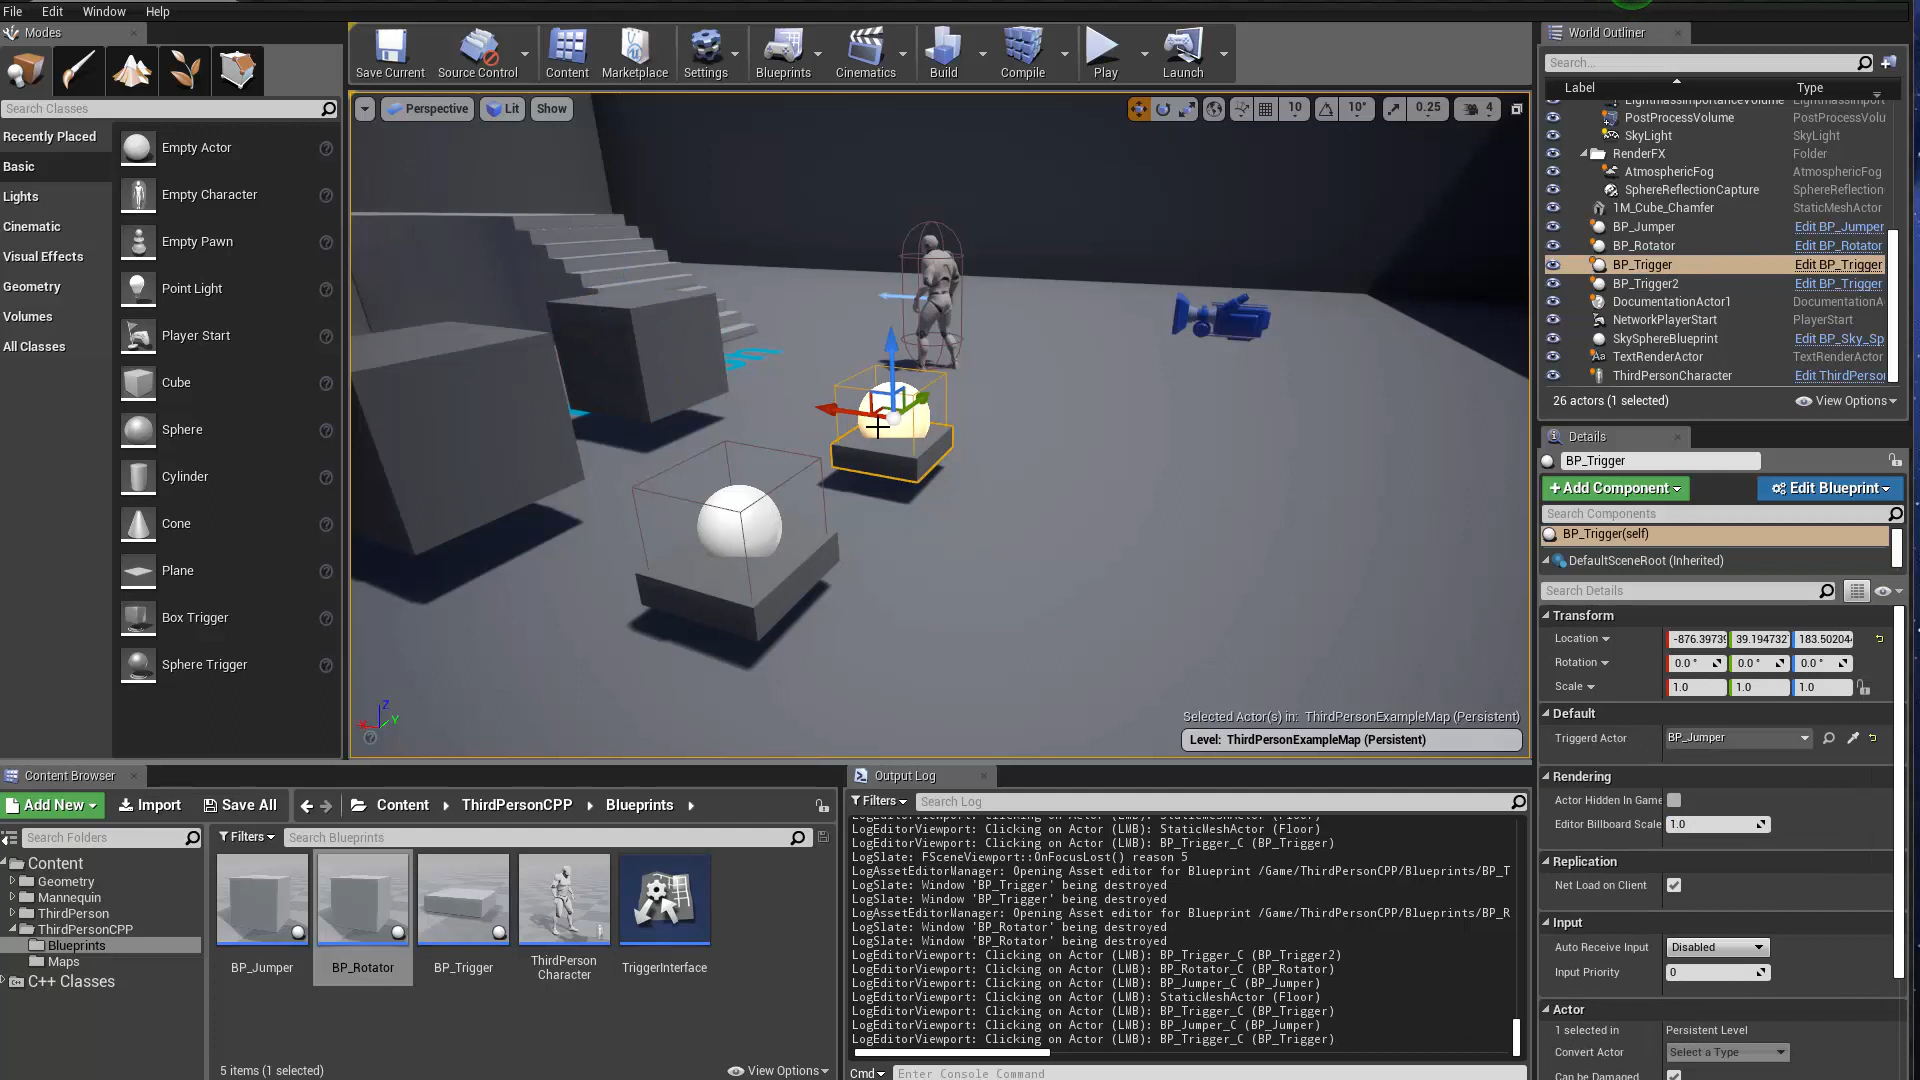 File Edit Window Help
Modes
World Outliner
Save Current Source Control Content Marketplace Settings Blueprints Cinematics Build Compile Play Launch
Search...
Label Type
Search Classes
Perspective Lit Show 10 10° 0.25 4
PostProcessVolume PostProcessVolu
SkyLight SkyLight
RenderFX Folder
AtmosphericFog AtmosphericFog
SphereReflectionCapture SphereReflection
1M_Cube_Chamfer StaticMeshActor
BP_Jumper Edit BP_Jumper
BP_Rotator Edit BP_Rotator
BP_Trigger Edit BP_Trigger
BP_Trigger2 Edit BP_Trigger
DocumentationActor1 DocumentationA
NetworkPlayerStart PlayerStart
SkySphereBlueprint Edit BP_Sky_Sp
TextRenderActor TextRenderActor
ThirdPersonCharacter Edit ThirdPerson
26 actors (1 selected) View Options
Recently Placed
Basic
Lights
Cinematic
Visual Effects
Geometry
Volumes
All Classes
Empty Actor
Empty Character
Empty Pawn
Point Light
Player Start
Cube
Sphere
Cylinder
Cone
Plane
Box Trigger
Sphere Trigger
Z
X
Y
Selected Actor(s) in: ThirdPersonExampleMap (Persistent)
Level: ThirdPersonExampleMap (Persistent)
Details
BP_Trigger
+Add Component Edit Blueprint
Search Components
BP_Trigger(self)
DefaultSceneRoot (Inherited)
Search Details
Transform
Location -876.3973 39.194732 183.50204
Rotation 0.0 ° 0.0 ° 0.0 °
Scale 1.0 1.0 1.0
Default
Triggerd Actor BP_Jumper
Rendering
Actor Hidden In Game
Editor Billboard Scale 1.0
Replication
Net Load on Client
Input
Auto Receive Input Disabled
Input Priority 0
Actor
1 selected in Persistent Level
Convert Actor Select a Type
Can be Damaged
Content Browser
Add New Import Save All Content ThirdPersonCPP Blueprints
Search Folders
Filters Search Blueprints
Content
Geometry
Mannequin
ThirdPerson
ThirdPersonCPP
Blueprints
Maps
C++ Classes
BP_Jumper
BP_Rotator
BP_Trigger
ThirdPerson
Character
TriggerInterface
5 items (1 selected) View Options
Output Log
Filters Search Log
LogEditorViewport: Clicking on Actor (LMB): StaticMeshActor (Floor)
LogEditorViewport: Clicking on Actor (LMB): BP_Trigger_C (BP_Trigger)
LogSlate: FSceneViewport::OnFocusLost() reason 5
LogAssetEditorManager: Opening Asset editor for Blueprint /Game/ThirdPersonCPP/Blueprints/BP_T
LogSlate: Window 'BP_Trigger' being destroyed
LogSlate: Window 'BP_Trigger' being destroyed
LogAssetEditorManager: Opening Asset editor for Blueprint /Game/ThirdPersonCPP/Blueprints/BP_R
LogSlate: Window 'BP_Rotator' being destroyed
LogSlate: Window 'BP_Rotator' being destroyed
LogEditorViewport: Clicking on Actor (LMB): BP_Trigger_C (BP_Trigger2)
LogEditorViewport: Clicking on Actor (LMB): BP_Rotator_C (BP_Rotator)
LogEditorViewport: Clicking on Actor (LMB): BP_Jumper_C (BP_Jumper)
LogEditorViewport: Clicking on Actor (LMB): StaticMeshActor (Floor)
LogEditorViewport: Clicking on Actor (LMB): BP_Trigger_C (BP_Trigger)
LogEditorViewport: Clicking on Actor (LMB): BP_Jumper_C (BP_Jumper)
LogEditorViewport: Clicking on Actor (LMB): BP_Trigger_C (BP_Trigger)
Cmd Enter Console Command